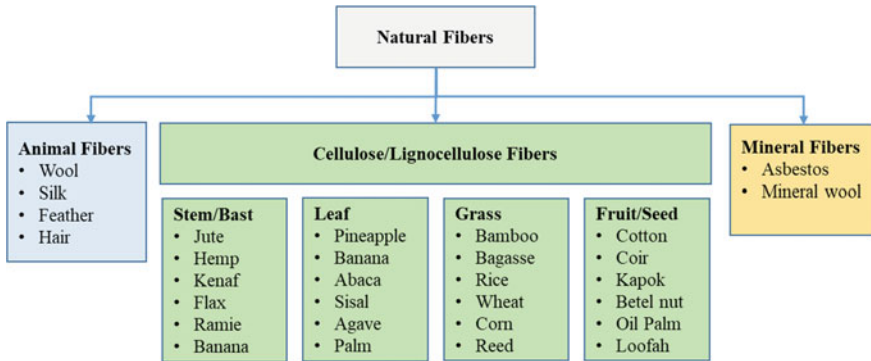 Natural Fibers
Animal Fibers
• Wool
• Silk
• Feather
• Hair
Cellulose/Lignocellulose Fibers
Stem/Bast
• Jute
• Hemp
• Kenaf
• Flax
• Ramie
• Banana
Leaf
• Pineapple
• Banana
• Abaca
• Sisal
• Agave
• Palm
Grass
• Bamboo
• Bagasse
• Rice
• Wheat
• Corn
• Reed
Fruit/Seed
• Cotton
• Coir
• Kapok
• Betel nut
• Oil Palm
• Loofah
Mineral Fibers
• Asbestos
• Mineral wool